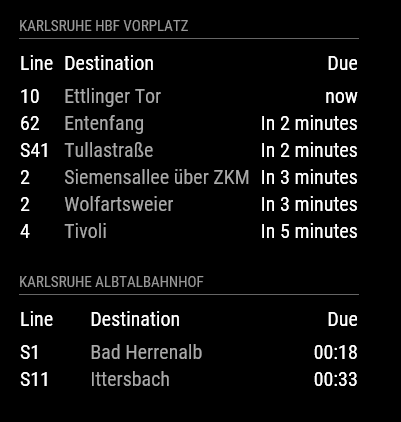 KARLSRUHE HBF VORPLATZ
Line Destination Due
10 Ettlinger Tor now
62 Entenfang In 2 minutes
S41 Tullastraße In 2 minutes
2 Siemensallee über ZKM In 3 minutes
2 Wolfartsweier In 3 minutes
4 Tivoli In 5 minutes
KARLSRUHE ALBTALBAHNHOF
Line Destination Due
S1 Bad Herrenalb 00:18
S11 Ittersbach 00:33